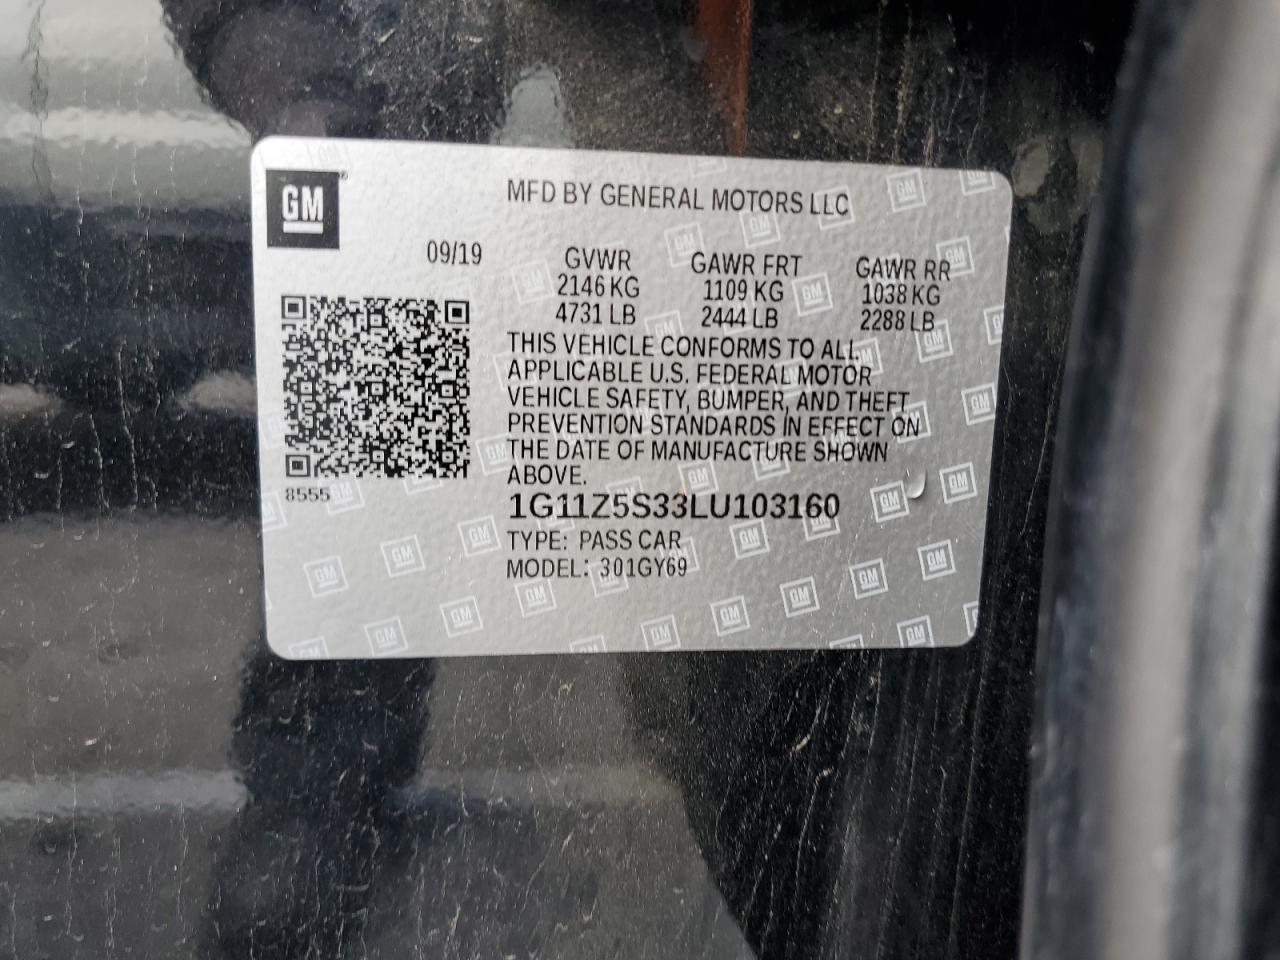 GM
MFD BY GENERAL MOTORS LLC
09/19
GVWR GAWR FRT GAWR RR
2146 KG 1109 KG 1038 KG
4731 LB 2444 LB 2288 LB
THIS VEHICLE CONFORMS TO ALL
APPLICABLE U.S. FEDERAL MOTOR
VEHICLE SAFETY, BUMPER, AND THEFT
PREVENTION STANDARDS IN EFFECT ON
THE DATE OF MANUFACTURE SHOWN
ABOVE.
8555
1G11Z5S33LU103160
TYPE: PASS CAR
MODEL: 301GY69